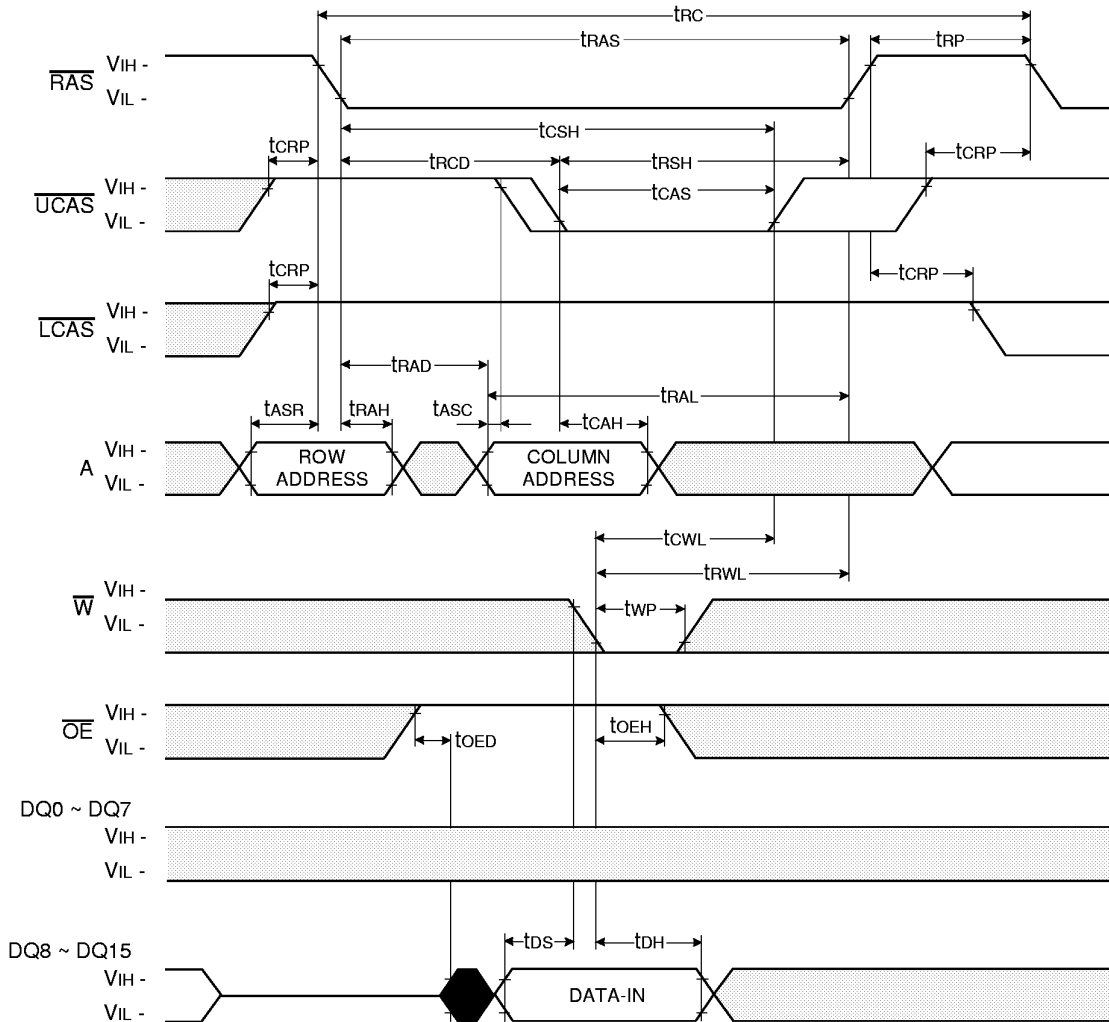 tRC
tRAS tRP
RAS VIH -
VIL -
tCSH
tCRP tRCD tRSH tCRP
UCAS VIH -
VIL -
tCAS
tCRP tCRP
LCAS VIH -
VIL -
tRAD
tRAL
tASR tRAH tASC tCAH
A VIH -
VIL -
ROW
ADDRESS
COLUMN
ADDRESS
tCWL
tRWL
W VIH -
VIL -
tWP
OE VIH -
VIL -
tOED tOEH
DQ0 ~ DQ7
VIH -
VIL -
tDS tDH
DQ8 ~ DQ15
VIH -
VIL -
DATA-IN